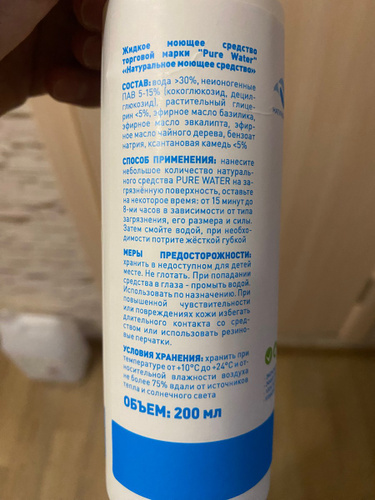 Жидкое моющее средство
торговой марки "Pure Water"
«Натуральное моющее средство»
СОСТАВ: вода >30%, неионогенные
ПАВ 5-15% (кокоглюкозид, децил-
глюкозид), растительный глице-
рин <5%, эфирное масло базилика,
эфирное масло эвкалипта, эфир-
ное масло чайного дерева, бензоат
натрия, ксантановая камедь <5%
СПОСОБ ПРИМЕНЕНИЯ: нанесите
небольшое количество натураль-
ного средства PURE WATER на за-
грязнённую поверхность, оставьте
на некоторое время: от 15 минут до
8-ми часов в зависимости от типа
загрязнения, его размера и силы.
Затем смойте водой, при необхо-
димости потрите жёсткой губкой
МЕРЫ ПРЕДОСТОРОЖНОСТИ:
хранить в недоступном для детей
месте. Не глотать. При попадании
средства в глаза - промыть водой.
Использовать по назначению. При
повышенной чувствительности
или повреждениях кожи избегать
длительного контакта со сред-
ством или использовать резино-
вые перчатки.
УСЛОВИЯ ХРАНЕНИЯ: хранить при
температуре от +10°С до +24°С и от-
носительной влажности воздуха
не более 75% вдали от источников
тепла и солнечного света
ОБЪЕМ: 200 мл